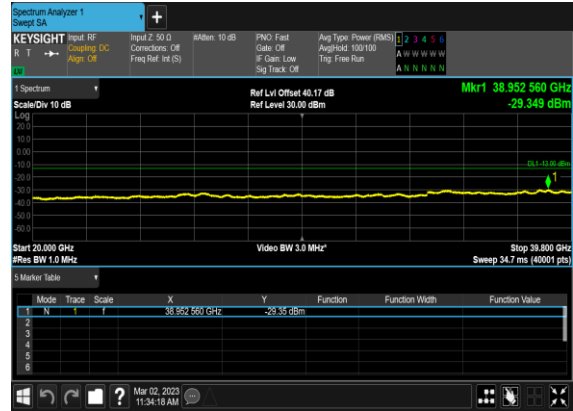 Spectrum Analyzer 1
Swept SA
KEYSIGHT
R T
Input: RF
Coupling: DC
Align: Off
Input Z: 50 Ω
Corrections: Off
Freq Ref: Int (S)
#Atten: 10 dB
PNO: Fast
Gate: Off
IF Gain: Low
Sig Track: Off
Avg Type: Power (RMS)
Avg|Hold: 100/100
Trig: Free Run
1 2 3 4 5 6
A W W W W W
A N N N N N
1 Spectrum
Scale/Div 10 dB
Ref Lvl Offset 40.17 dB
Ref Level 30.00 dBm
Mkr1 38.952 560 GHz
-29.349 dBm
Log
20.0
10.0
0.00
-10.0
-20.0
-30.0
-40.0
-50.0
-60.0
DL1 -13.00 dBm
1
Start 20.000 GHz
#Res BW 1.0 MHz
Video BW 3.0 MHz*
Stop 39.800 GHz
Sweep 34.7 ms (40001 pts)
5 Marker Table
Mode Trace Scale X Y Function Function Width Function Value
1 N 1 f 38.952 560 GHz -29.35 dBm
2
3
4
5
6
?
Mar 02, 2023
11:34:18 AM